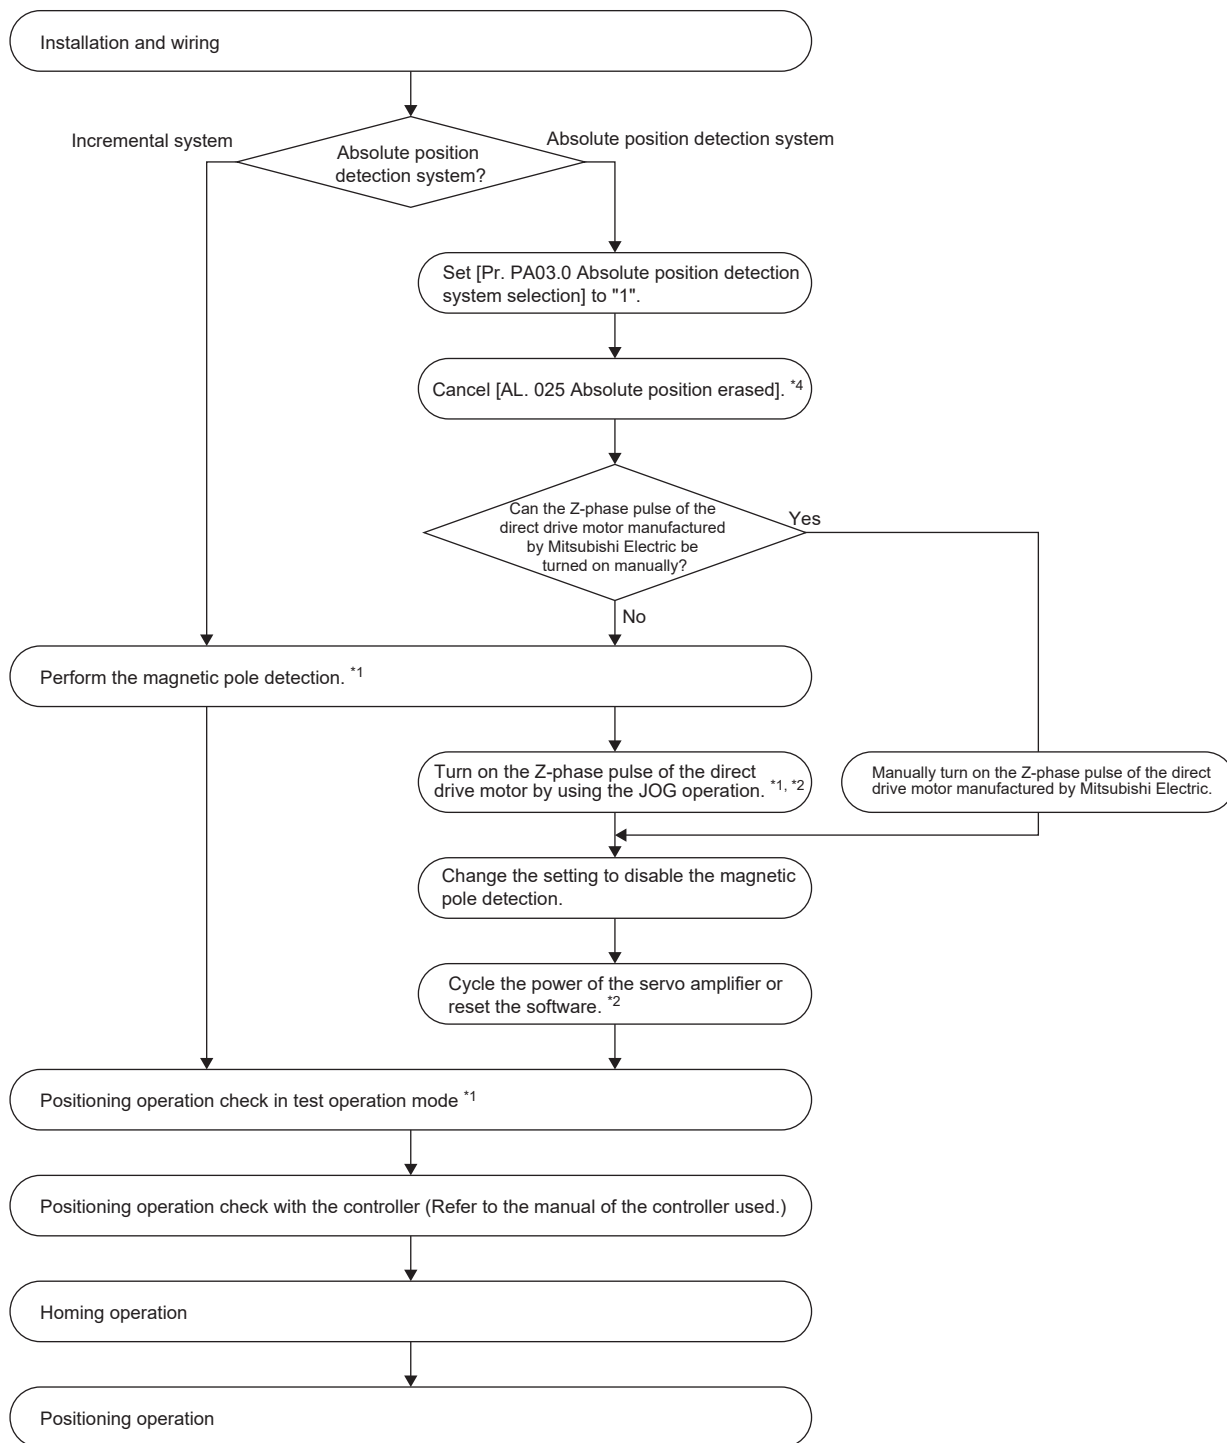 Installation and wiring
Incremental system
Absolute position detection system
Absolute position
detection system?
Set [Pr. PA03.0 Absolute position detection
system selection] to "1".
Cancel [AL. 025 Absolute position erased]. *4
Can the Z-phase pulse of the
direct drive motor manufactured
by Mitsubishi Electric be
turned on manually?
Yes
No
Perform the magnetic pole detection. *1
Turn on the Z-phase pulse of the direct
drive motor by using the JOG operation. *1, *2
Manually turn on the Z-phase pulse of the direct
drive motor manufactured by Mitsubishi Electric.
Change the setting to disable the magnetic
pole detection.
Cycle the power of the servo amplifier or
reset the software. *2
Positioning operation check in test operation mode *1
Positioning operation check with the controller (Refer to the manual of the controller used.)
Homing operation
Positioning operation